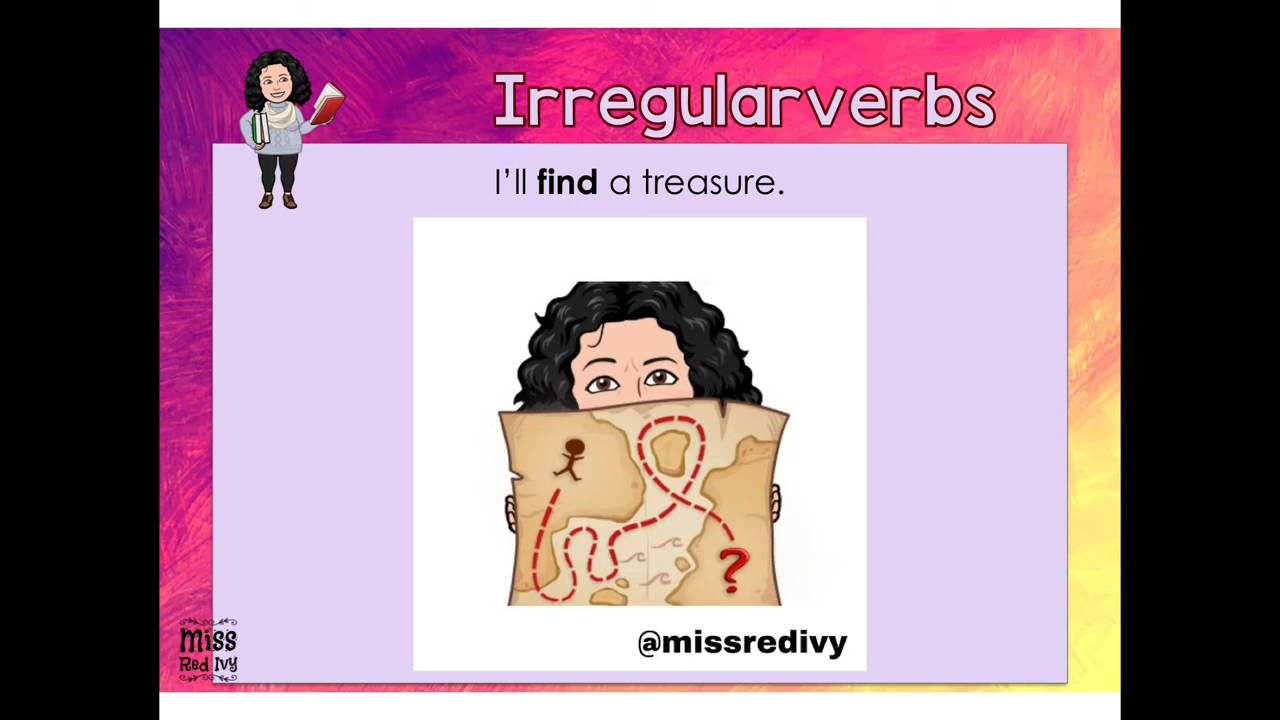 Irregularverbs
I’ll find a treasure.
?
@missredivy
Miss
Red Ivy